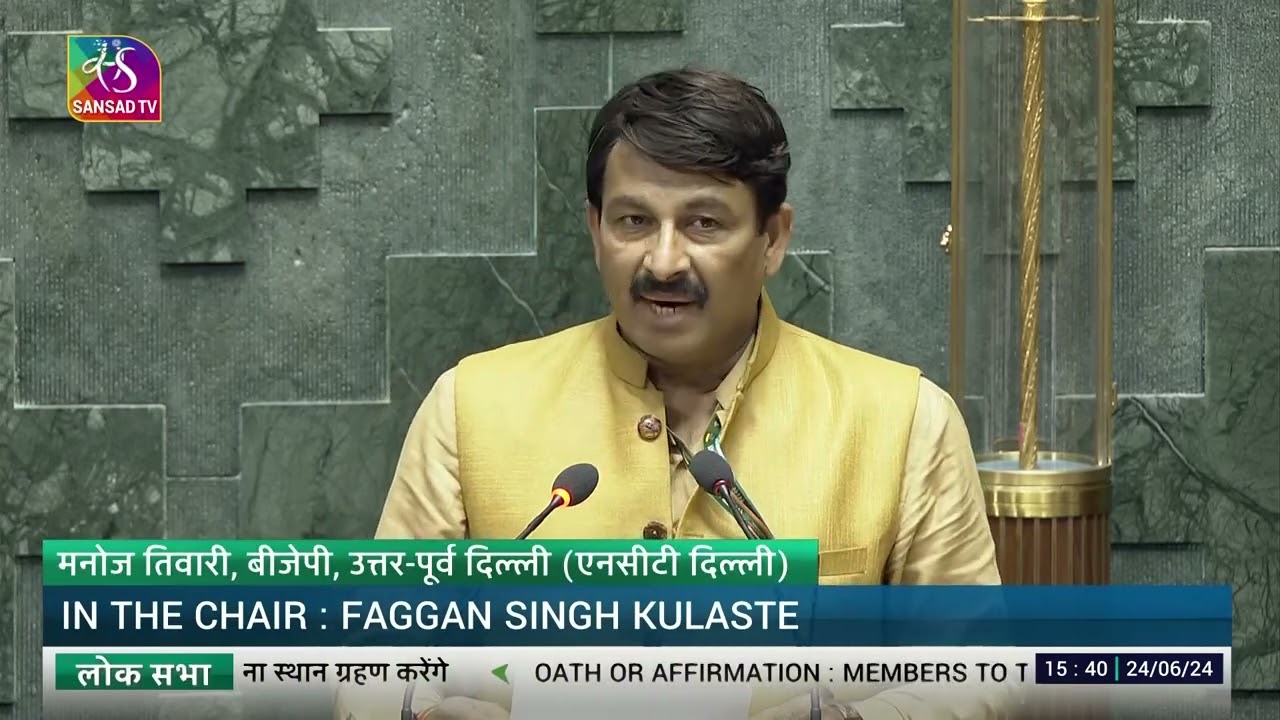 SANSAD TV
मनोज तिवारी, बीजेपी, उत्तर-पूर्व दिल्ली (एनसीटी दिल्ली)
IN THE CHAIR : FAGGAN SINGH KULASTE
लोक सभा ना स्थान ग्रहण करेंगे OATH OR AFFIRMATION : MEMBERS TO T 15 : 40 24/06/24